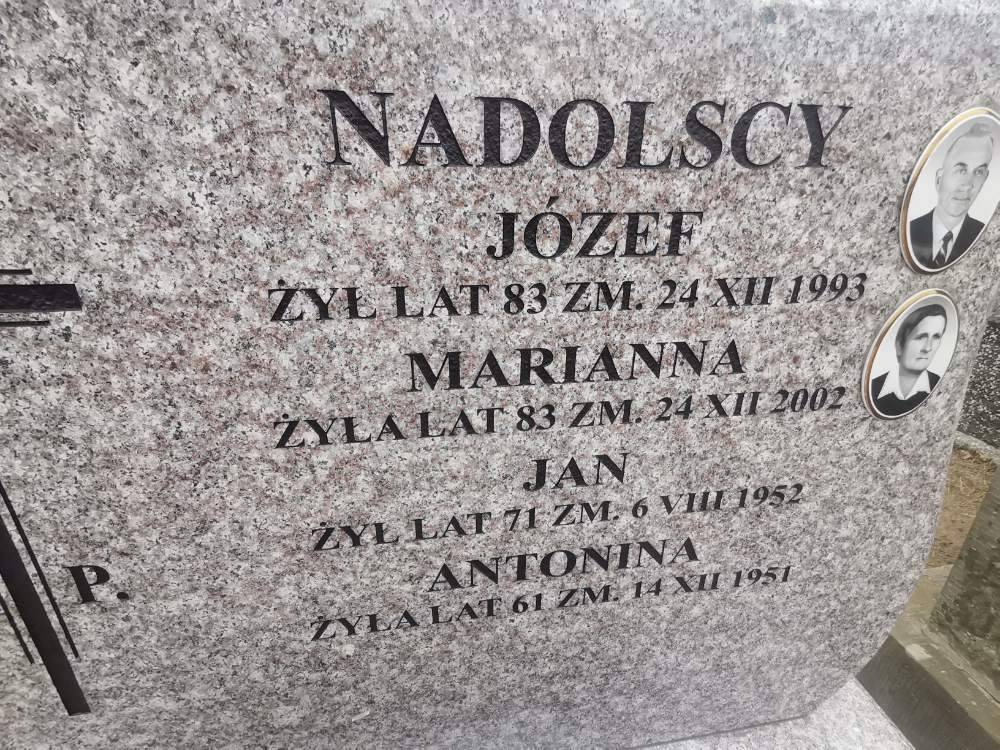 NADOLSCY
JÓZEF
ŻYŁ LAT 83 ZM. 24 XII 1993
MARIANNA
ŻYŁA LAT 83 ZM. 24 XII 2002
JAN
ŻYŁ LAT 71 ZM. 6 VIII 1952
P.
ANTONINA
ŻYŁA LAT 61 ZM. 14 XII 1951